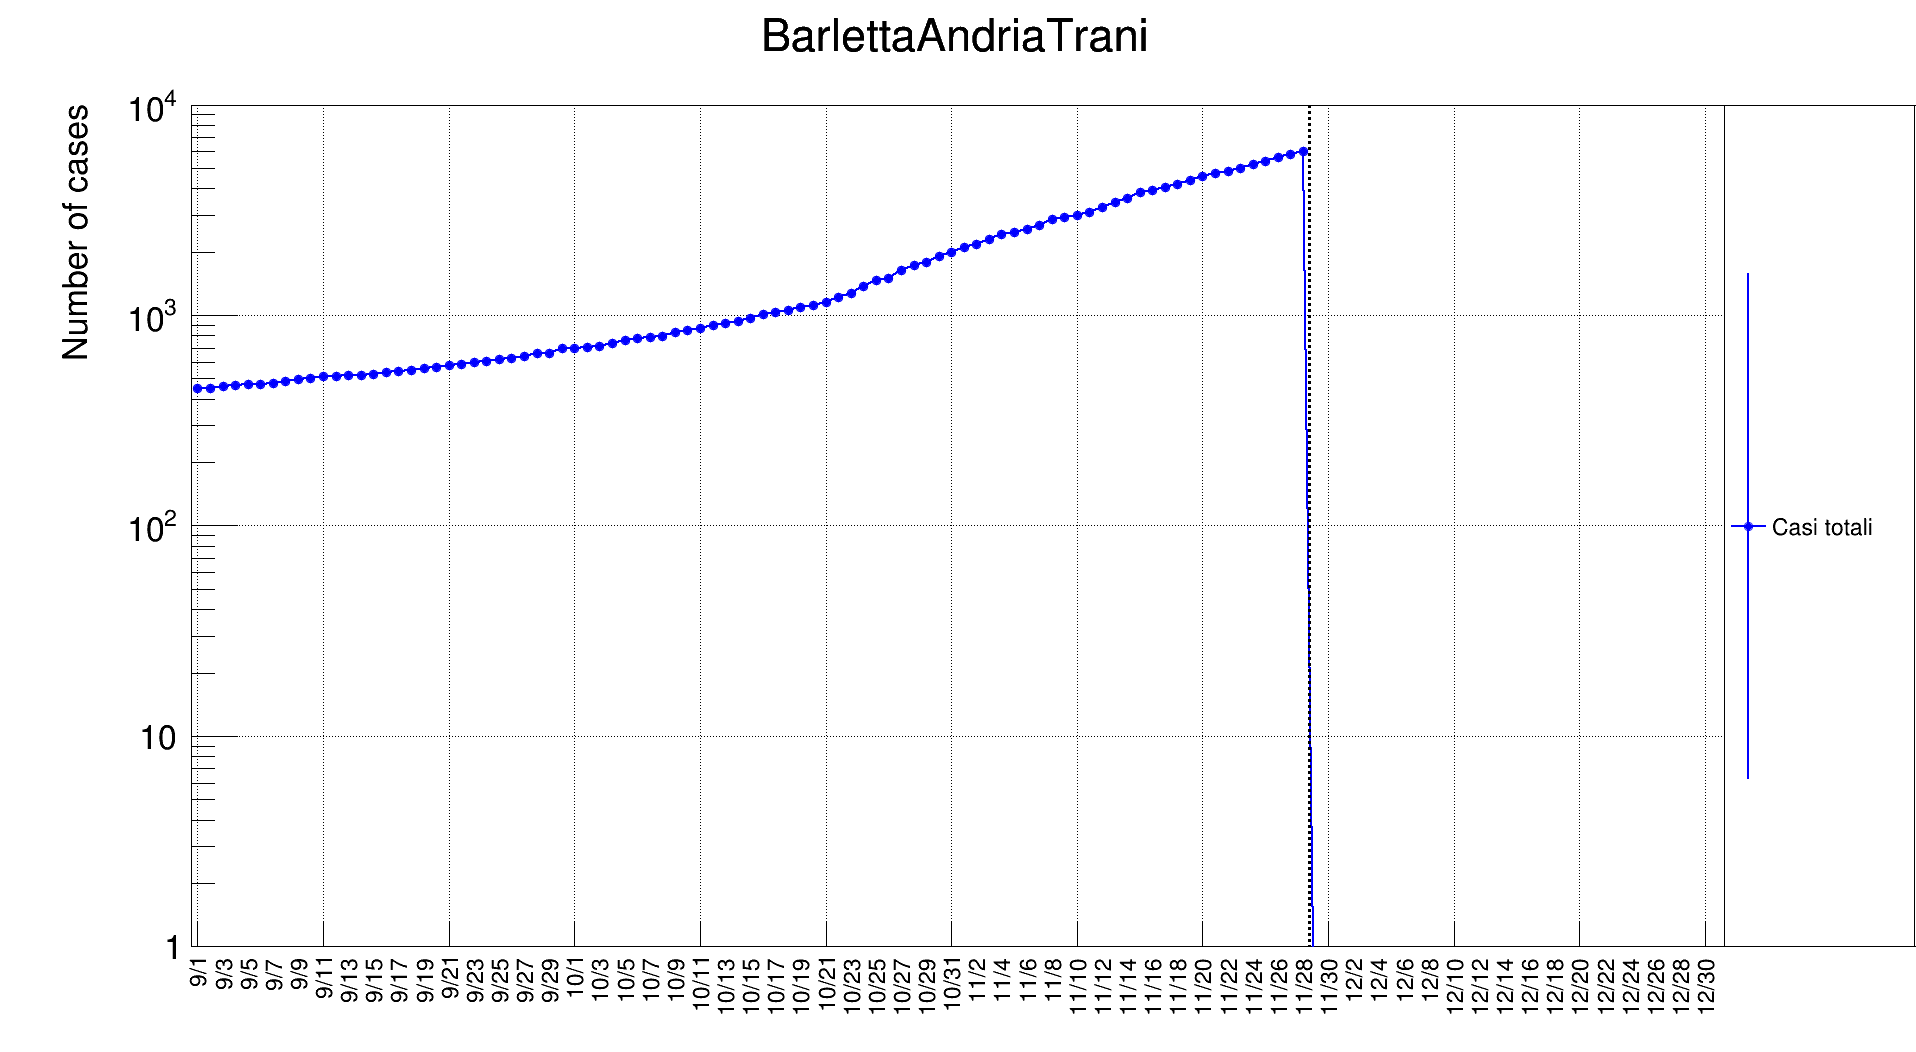 BarlettaAndriaTrani
Number of cases
10⁴
10³
10²
10
1
9/1 9/3 9/5 9/7 9/9 9/11 9/13 9/15 9/17 9/19 9/21 9/23 9/25 9/27 9/29 10/1 10/3 10/5 10/7 10/9 10/11 10/13 10/15 10/17 10/19 10/21 10/23 10/25 10/27 10/29 10/31 11/2 11/4 11/6 11/8 11/10 11/12 11/14 11/16 11/18 11/20 11/22 11/24 11/26 11/28 11/30 12/2 12/4 12/6 12/8 12/10 12/12 12/14 12/16 12/18 12/20 12/22 12/24 12/26 12/28 12/30
Casi totali